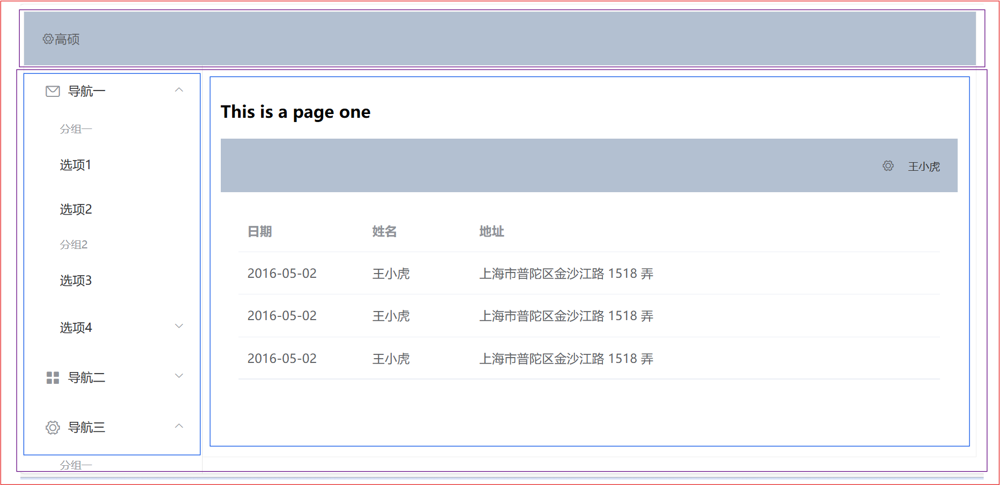 高硕
导航一
分组一
选项1
选项2
分组2
选项3
选项4
导航二
导航三
分组一
This is a page one
王小虎
日期 姓名 地址
2016-05-02 王小虎 上海市普陀区金沙江路 1518 弄
2016-05-02 王小虎 上海市普陀区金沙江路 1518 弄
2016-05-02 王小虎 上海市普陀区金沙江路 1518 弄